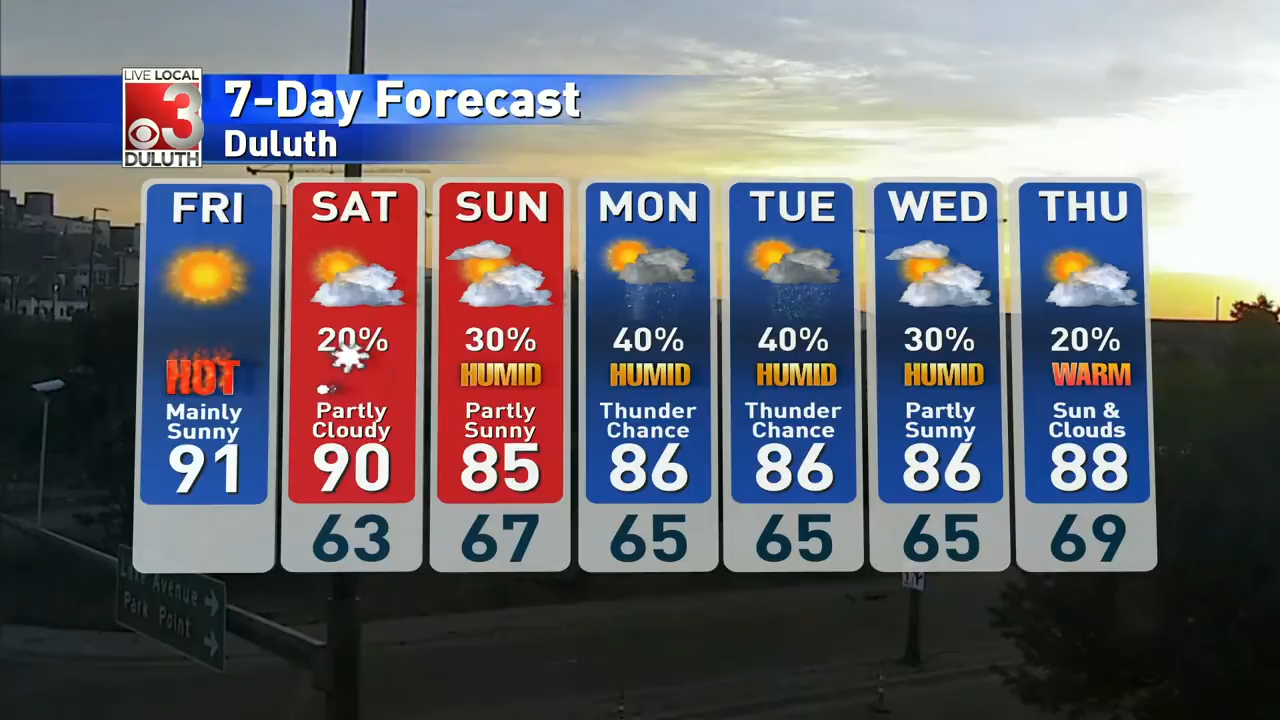 LIVE LOCAL
3
DULUTH
7-Day Forecast
Duluth
FRI
HOT
Mainly
Sunny
91
SAT
20%
Partly
Cloudy
90
63
SUN
30%
HUMID
Partly
Sunny
85
67
MON
40%
HUMID
Thunder
Chance
86
65
TUE
40%
HUMID
Thunder
Chance
86
65
WED
30%
HUMID
Partly
Sunny
86
65
THU
20%
WARM
Sun &
Clouds
88
69
Avenue
Park Point